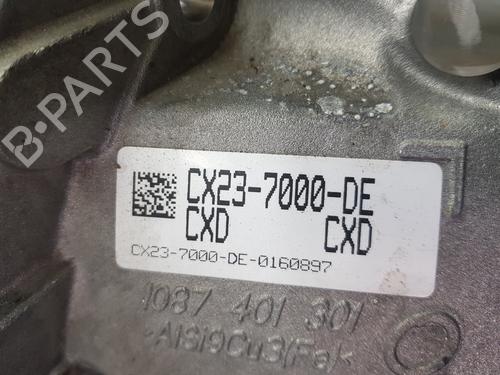 B-PARTS
CX23-7000-DE
CXD CXD
CX23-7000-DE-0160897
1087 401 301
>AlSi9Cu3(Fe)<